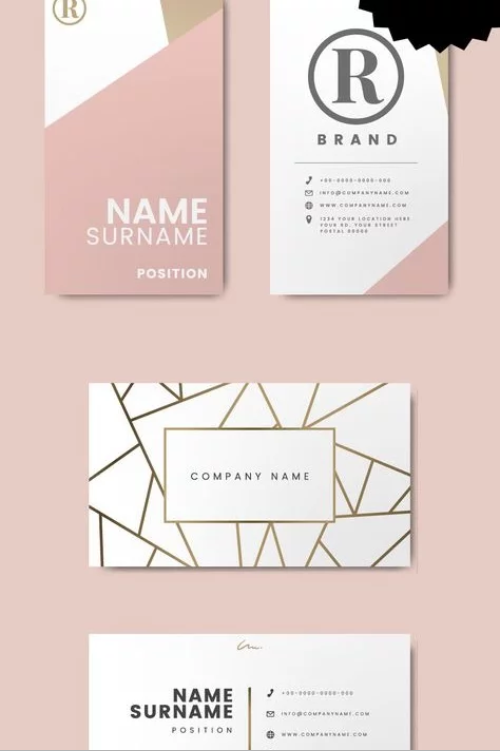 R
NAME
SURNAME
POSITION
R
BRAND
+00-0000-0000-000
INFO@COMPANYNAME.COM
WWW.COMPANYNAME.COM
1234 YOUR LOCATION HERE
YOUR RD, YOUR STREET
POSTAL 00000
COMPANY NAME
NAME
SURNAME
POSITION
+00-0000-0000-000
INFO@COMPANYNAME.COM
WWW.COMPANYNAME.COM